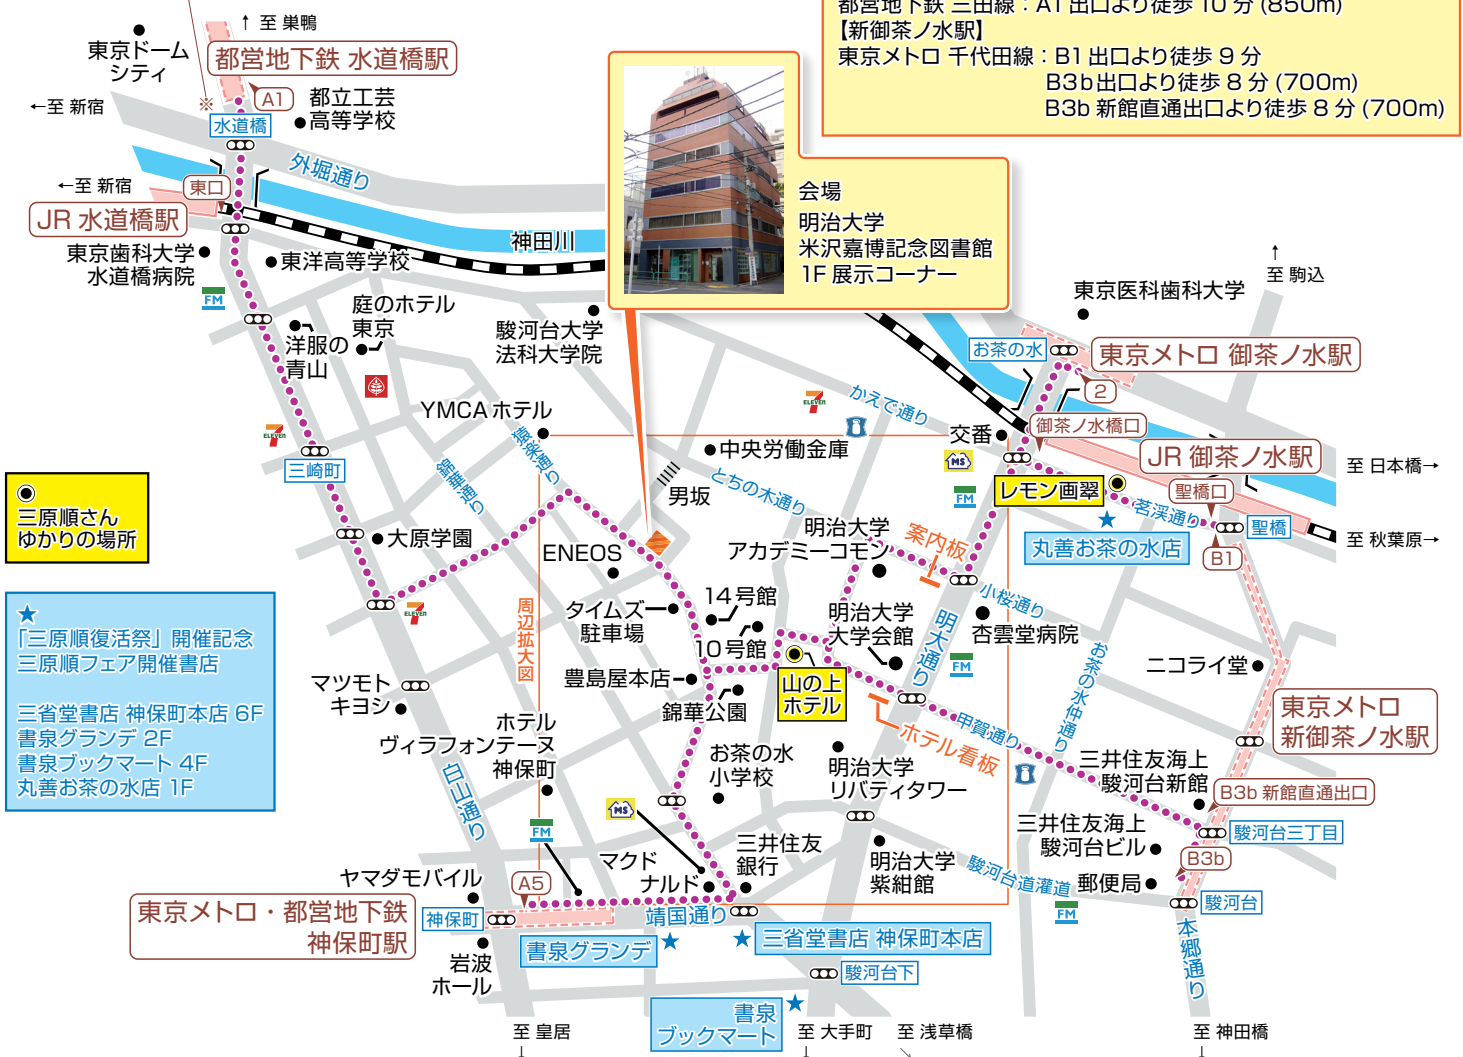 都営地下鉄 三田線：A1出口より徒歩 10 分 (850m)
【新御茶ノ水駅】
東京メトロ 千代田線：B1出口より徒歩 9 分
B3b出口より徒歩 8 分 (700m)
B3b 新館直通出口より徒歩 8 分 (700m)
↑ 至 巣鴨
東京ドーム
シティ
都営地下鉄 水道橋駅
A1
※
←至 新宿
都立工芸
高等学校
水道橋
外堀通り
←至 新宿
東口
JR 水道橋駅
神田川
東京歯科大学
水道橋病院
東洋高等学校
FM
会場
明治大学
米沢嘉博記念図書館
1F 展示コーナー
↑
至 駒込
東京医科歯科大学
庭のホテル
東京
洋服の
青山
駿河台大学
法科大学院
お茶の水
東京メトロ 御茶ノ水駅
2
7
ELEVEN
かえで通り
御茶ノ水橋口
YMCAホテル
猿楽通り
7
ELEVEN
中央労働金庫
交番
MS
JR 御茶ノ水駅
至 日本橋→
三崎町
錦華通り
男坂
とちの木通り
FM
レモン画翠
聖橋口
茗渓通り
聖橋
三原順さん
ゆかりの場所
大原学園
ENEOS
明治大学
アカデミーコモン
案内板
★
丸善お茶の水店
B1
至 秋葉原→
7
ELEVEN
周辺拡大図
タイムズ
駐車場
14号館
10号館
明治大学
大学会館
小桜通り
杏雲堂病院
明大通り
FM
お茶の水仲通り
ニコライ堂
★
「三原順復活祭」開催記念
三原順フェア開催書店
三省堂書店 神保町本店 6F
書泉グランデ 2F
書泉ブックマート 4F
丸善お茶の水店 1F
マツモト
キヨシ
豊島屋本店
錦華公園
山の上
ホテル
ホテル看板
甲賀通り
東京メトロ
新御茶ノ水駅
ホテル
ヴィラフォンテーヌ
神保町
白山通り
お茶の水
小学校
明治大学
リバティタワー
三井住友海上
駿河台新館
B3b 新館直通出口
MS
FM
三井住友海上
駿河台ビル
駿河台三丁目
マクド
ナルド
三井住友
銀行
明治大学
紫紺館
駿河台道灌道
B3b
郵便局
FM
駿河台
ヤマダモバイル
A5
東京メトロ・都営地下鉄
神保町駅
神保町
靖国通り
書泉グランデ
★
★
三省堂書店 神保町本店
本郷通り
岩波
ホール
駿河台下
書泉
ブックマート
★
至 皇居
↓
至 大手町
↓
至 浅草橋
↘
至 神田橋
↓